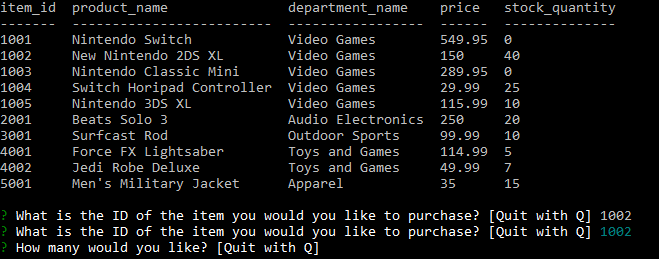 item_id  product_name               department_name    price   stock_quantity
-------  -------------------------  -----------------  ------  --------------
1001     Nintendo Switch            Video Games        549.95  0
1002     New Nintendo 2DS XL        Video Games        150     40
1003     Nintendo Classic Mini      Video Games        289.95  0
1004     Switch Horipad Controller  Video Games        29.99   25
1005     Nintendo 3DS XL            Video Games        115.99  10
2001     Beats Solo 3               Audio Electronics  250     20
3001     Surfcast Rod               Outdoor Sports     99.99   10
4001     Force FX Lightsaber        Toys and Games     114.99  5
4002     Jedi Robe Deluxe           Toys and Games     49.99   7
5001     Men's Military Jacket      Apparel            35      15
? What is the ID of the item you would you like to purchase? [Quit with Q] 1002
? What is the ID of the item you would you like to purchase? [Quit with Q] 1002
? How many would you like? [Quit with Q]